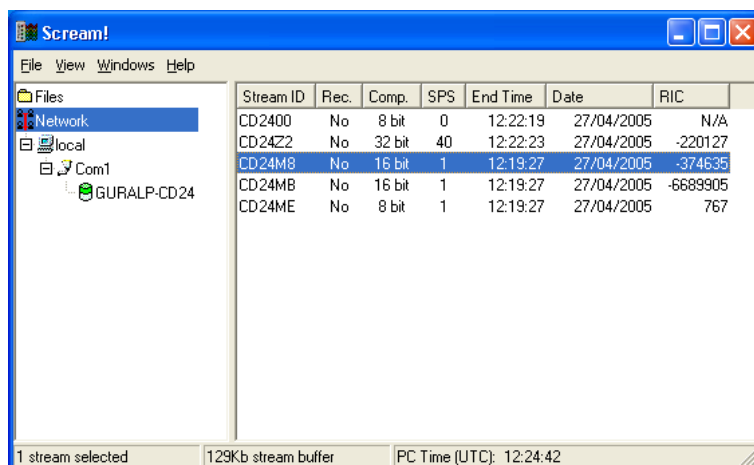 Scream!
File View Windows Help
Files
Network
local
Com1
GURALP-CD24
Stream ID Rec. Comp. SPS End Time Date RIC
CD2400 No 8 bit 0 12:22:19 27/04/2005 N/A
CD24Z2 No 32 bit 40 12:22:23 27/04/2005 -220127
CD24M8 No 16 bit 1 12:19:27 27/04/2005 -374635
CD24MB No 16 bit 1 12:19:27 27/04/2005 -6689905
CD24ME No 8 bit 1 12:19:27 27/04/2005 767
1 stream selected 129Kb stream buffer PC Time (UTC): 12:24:42